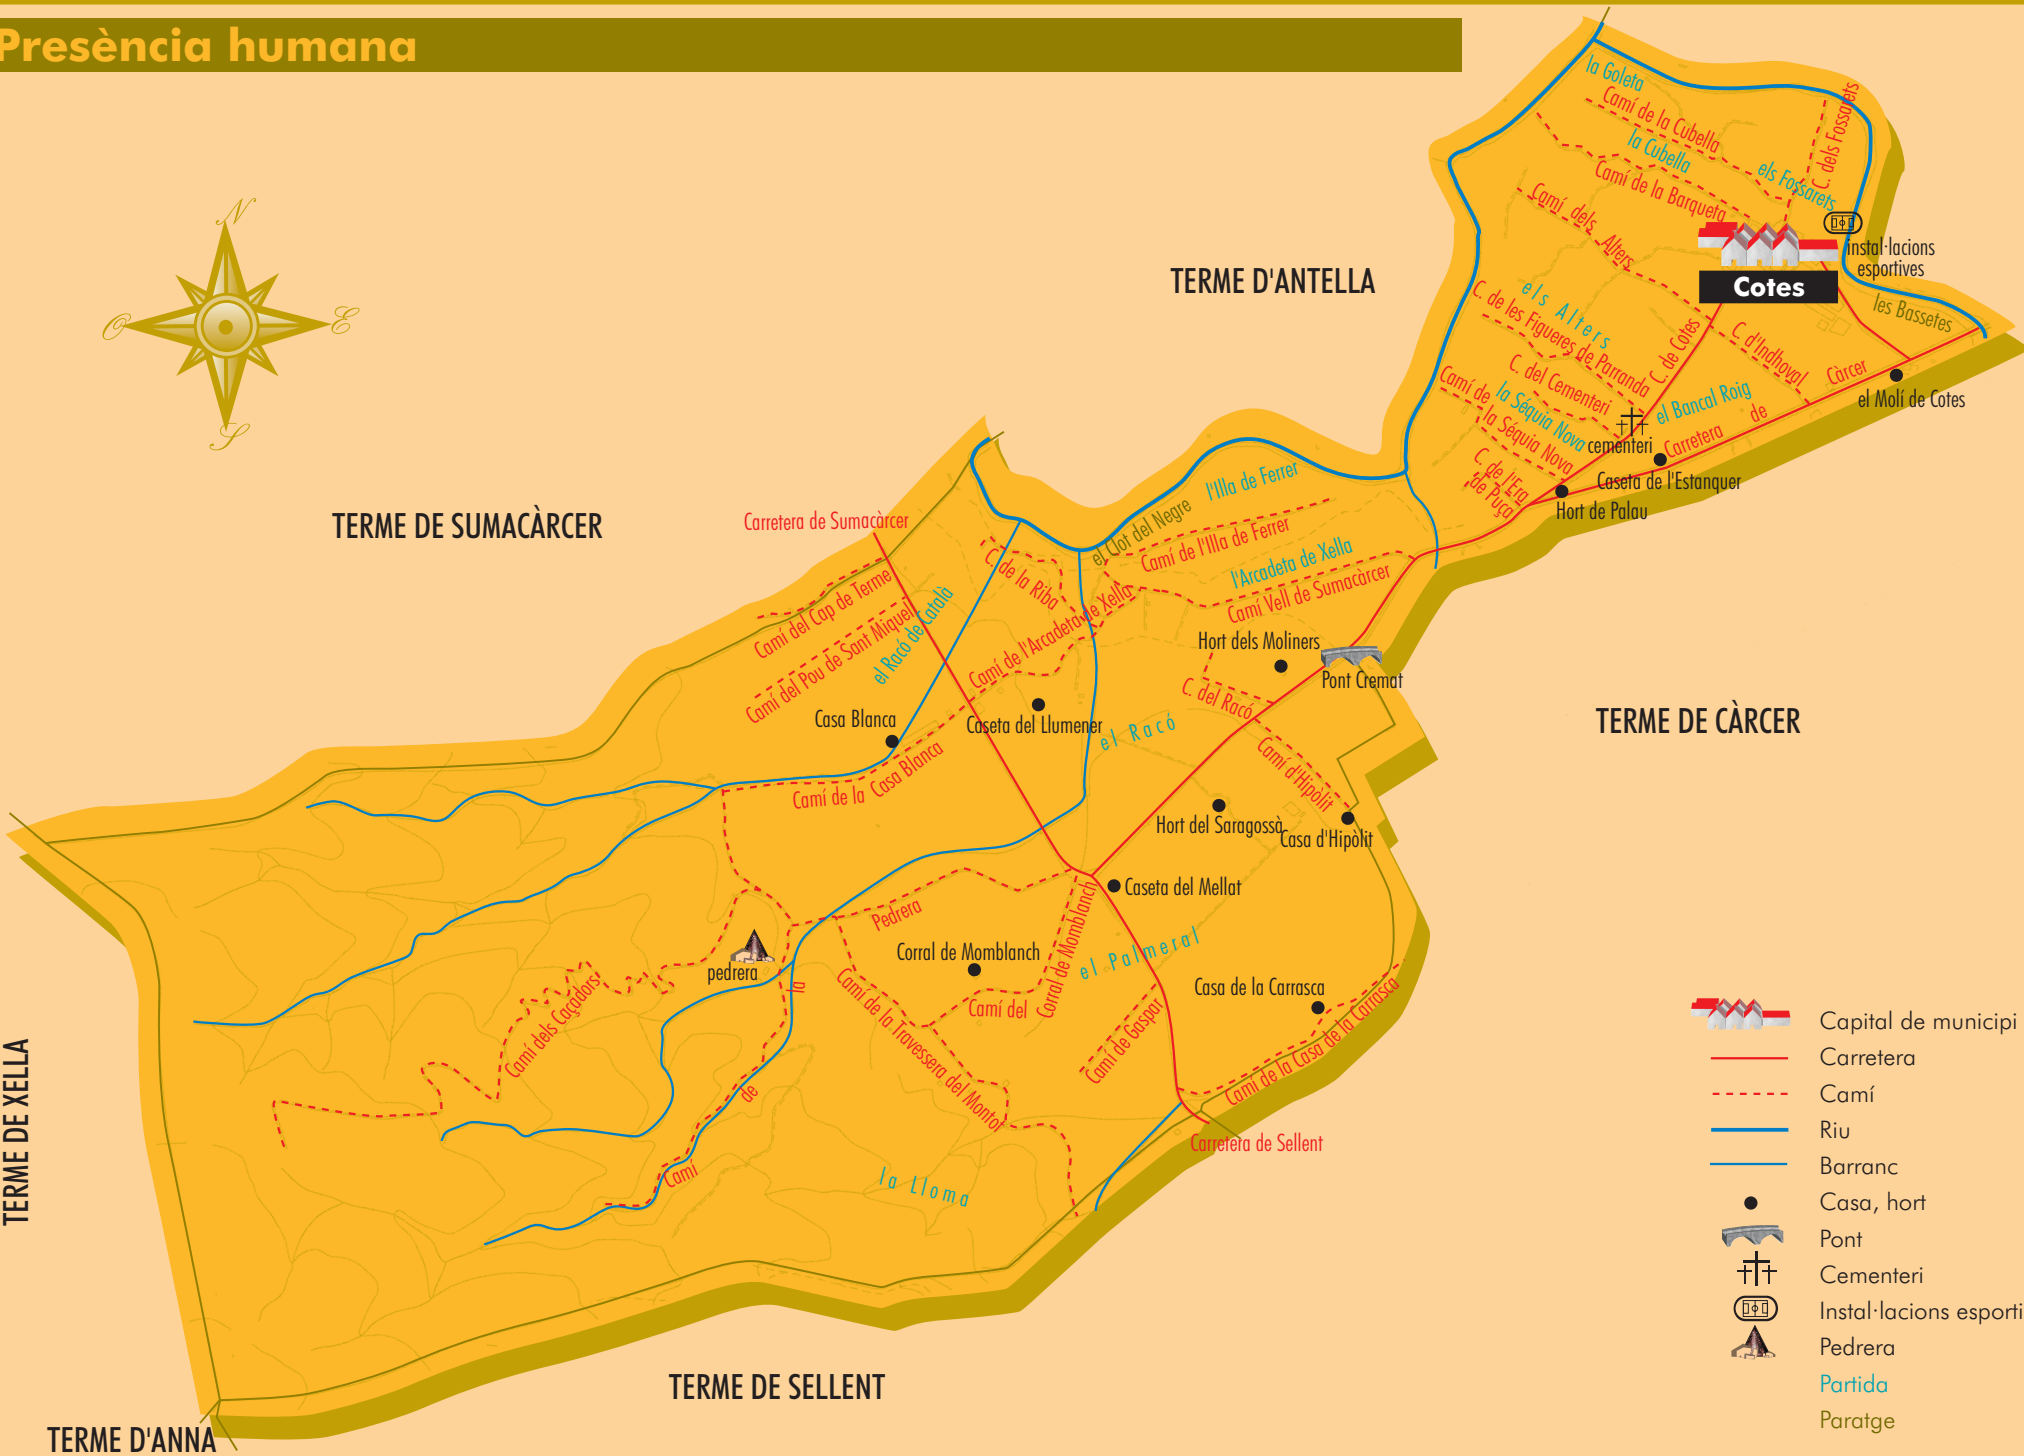 Presència humana
N
O
E
S
TERME D'ANTELLA
TERME DE SUMACÀRCER
TERME DE CÀRCER
TERME DE XELLA
TERME DE SELLENT
TERME D'ANNA
la Goleta
Camí de la Cubella
la Cubella
C. dels Fossarets
els Fossarets
Camí de la Barqueta
Camí dels Alters
instal·lacions
esportives
Cotes
les Bassetes
els Alters
C. de les Figueres de Parranda
C. de Cotes
C. d'Indhoval
Càrcer
de
Carretera
el Molí de Cotes
C. del Cementeri
el Bancal Roig
Camí de
la Séquia Nova
la Séquia Nova
cementeri
C. de l'Era
de Puça
Caseta de l'Estanquer
Hort de Palau
Carretera de Sumacàrcer
l'Illa de Ferrer
el Clot del Negre
Camí de l'Illa de Ferrer
C. de la Riba
l'Arcadeta de Xella
Camí Vell de Sumacàrcer
Camí del Cap de Terme
Camí del Pou de Sant Miquel
el Racó de Català
Camí de l'Arcadeta de Xella
Hort dels Moliners
Pont Cremat
C. del Racó
Casa Blanca
Caseta del Llumener
el Racó
Camí de la Casa Blanca
Camí d'Hipòlit
Hort del Saragossà
Casa d'Hipòlit
Caseta del Mellat
Pedrera
Corral de Momblanch
Corral de Momblanch
el Palmeral
pedrera
la
Camí dels Caçadors
Camí de la Travessera del Montot
Camí del
Casa de la Carrasca
Camí de Gaspar
Camí de la Casa de la Carrasca
de
Camí
Carretera de Sellent
la Lloma
Capital de municipi
Carretera
Camí
Riu
Barranc
Casa, hort
Pont
Cementeri
Instal·lacions esporti
Pedrera
Partida
Paratge